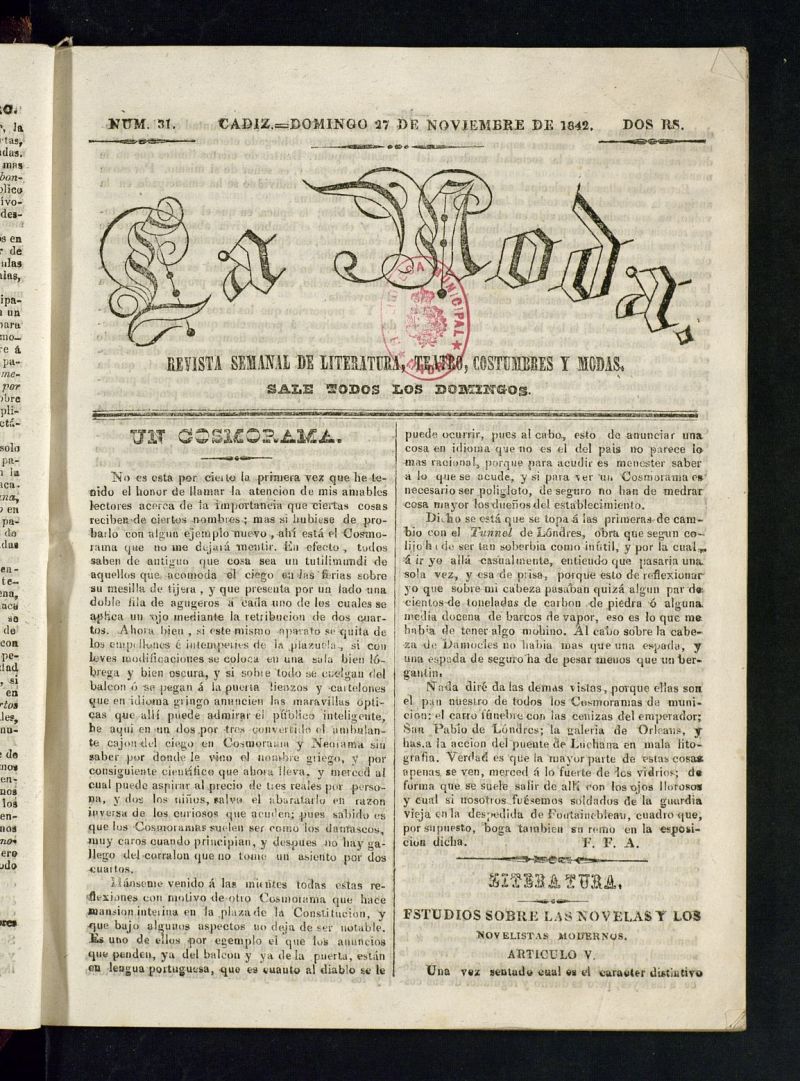 NUM. 31. CADIZ.=DOMINGO 27 DE NOVIEMBRE DE 1842. DOS RS.
La Moda.
REVISTA SEMANAL DE LITERATURA, TEATRO, COSTUMBRES Y MODAS.
SALE TODOS LOS DOMINGOS.
UN COSMORAMA.
No es esta por cierto la primera vez que he te-
nido el honor de llamar la atencion de mis amables
lectores acerca de la importancia que ciertas cosas
reciben de ciertos nombres; mas si hubiese de pro-
barlo con algun ejemplo nuevo, ahí está el Cosmo-
rama que no me dejará mentir. En efecto, todos
saben de antiguo que cosa sea un tutilimundi de
aquellos que acomoda el ciego en las ferias sobre
su mesilla de tijera, y que presenta por un lado una
doble fila de agugeros á cada uno de los cuales se
aplica un ojo mediante la retribucion de dos cuar-
tos. Ahora bien, si este mismo aparato se quita de
los empellones é intemperies de la plazuela, si con
leves modificaciones se coloca en una sala bien ló-
brega y bien oscura, y si sobre todo se cuelgan del
balcon ó se pegan á la puerta lienzos y cartelones
que en idioma gringo anuncien las maravillas opti-
cas que allí puede admirar el público inteligente,
he aqui en un dos por tres convertido el ambulan-
te cajon del ciego en Cosmorama y Neorama sin
saber por donde le vino el nombre griego, y por
consiguiente científico que ahora lleva, y merced al
cual puede aspirar al precio de tres reales por perso-
na, y dos los niños, salvo el abaratarlo en razon
inversa de los curiosos que acuden; pues sabido es
que los Cosmoramas suelen ser como los damascos,
muy caros cuando principian, y despues no hay ga-
llego del corralon que no tome un asiento por dos
cuartos.
Hánseme venido á las mientes todas estas re-
flexiones con motivo de otro Cosmorama que hace
mansion interina en la plaza de la Constitucion, y
que bajo algunos aspectos no deja de ser notable.
Es uno de ellos por egemplo el que los anuncios
que penden, ya del balcon y ya de la puerta, están
en lengua portuguesa, que es cuanto al diablo se le
puede ocurrir, pues al cabo, esto de anunciar una
cosa en idioma que no es el del pais no parece lo
mas racional, porque para acudir es menester saber
á lo que se acude, y si para ver un Cosmorama es
necesario ser poligloto, de seguro no han de medrar
cosa mayor los dueños del establecimiento.
Dicho se está que se topa á las primeras de cam-
bio con el Tunnel de Lóndres, obra que segun co-
lijo ha de ser tan soberbia como inútil, y por la cual,
á ir yo allá casualmente, entiendo que pasaria una
sola vez, y esa de prisa, porque esto de reflexionar
yo que sobre mi cabeza pasaban quizá algun par de
cientos de toneladas de carbon de piedra ó alguna
media docena de barcos de vapor, eso es lo que me
habia de tener algo mohino. Al cabo sobre la cabe-
za de Damocles no habia mas que una espada, y
una espada de seguro ha de pesar menos que un ber-
gantin.
Nada diré da las demas vistas, porque ellas son
el pan nuestro de todos los Cosmoramas de muni-
cion: el carro fúnebre con las cenizas del emperador;
San Pablo de Lóndres; la galeria de Orleans, y
hasta la accion del puente de Luchana en mala lito-
grafia. Verdad es que la mayor parte de estas cosas
apenas se ven, merced á lo fuerte de los vidrios; de
forma que se suele salir de allí con los ojos llorosos
y cual si nosotros fuésemos soldados de la guardia
vieja en la despedida de Fontainebleau, cuadro que,
por supuesto, boga tambien su remo en la esposi-
cion dicha. F. F. A.
LITERATURA.
ESTUDIOS SOBRE LAS NOVELAS Y LOS
NOVELISTAS MODERNOS.
ARTICULO V.
Una vez sentado cual es el caracter distintivo